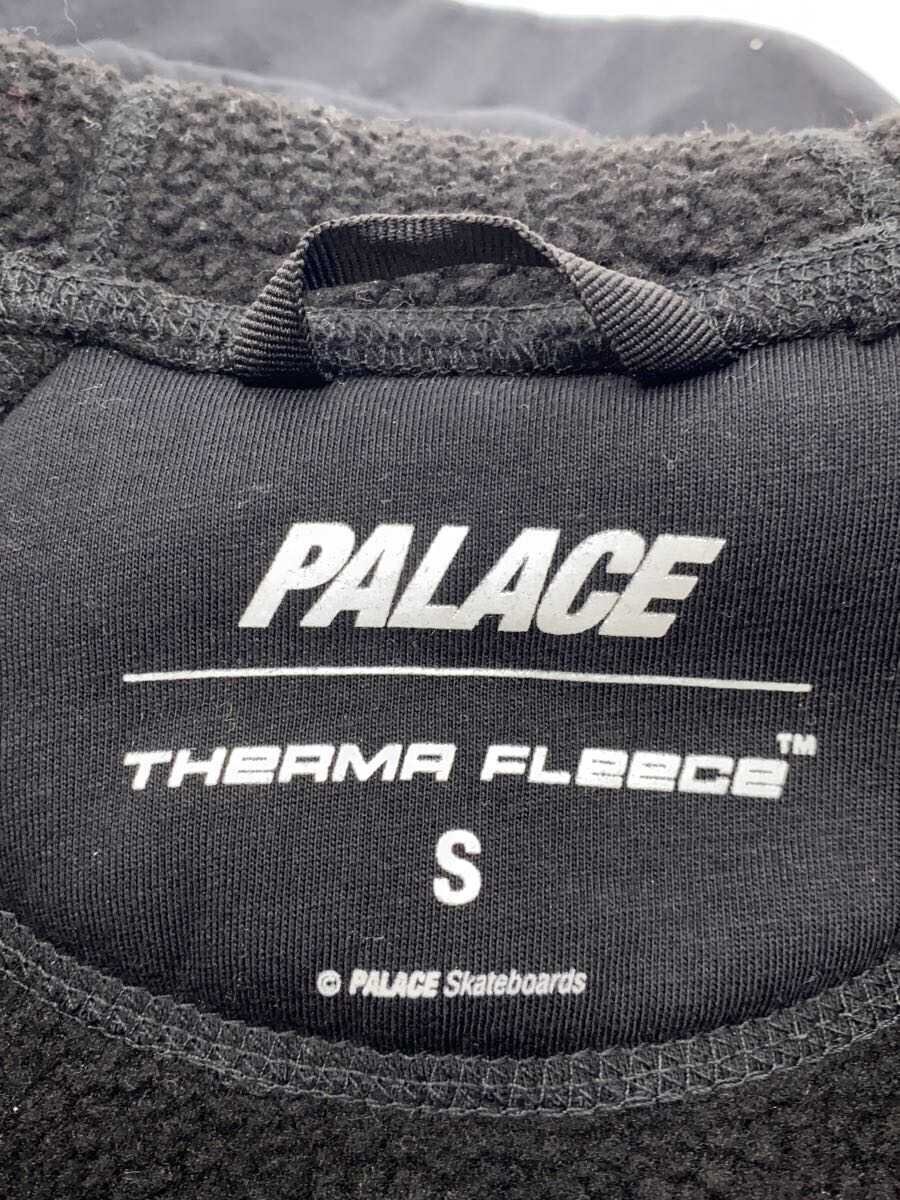 PALACE
THERMA FLEECE™
S
© PALACE Skateboards